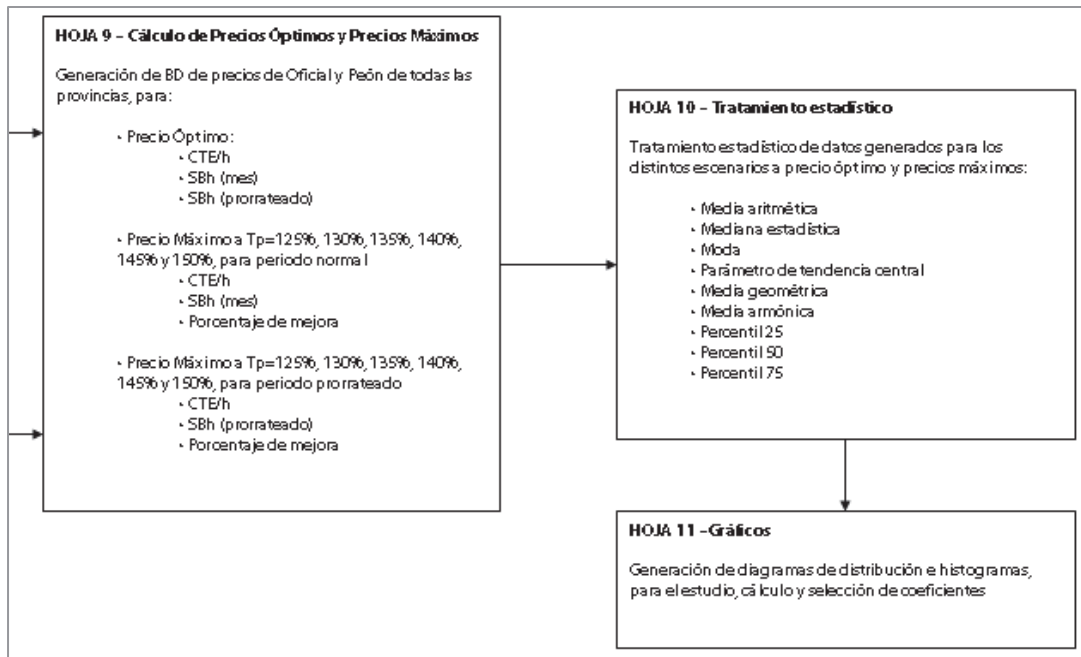 HOJA 9 – Cálculo de Precios Óptimos y Precios Máximos
Generación de BD de precios de Oficial y Peón de todas las
provincias, para:
• Precio Óptimo:
• CTE/h
• SBh (mes)
• SBh (prorrateado)
• Precio Máximo a Tp=125%, 130%, 135%, 140%,
145% y 150%, para periodo normal
• CTE/h
• SBh (mes)
• Porcentaje de mejora
• Precio Máximo a Tp=125%, 130%, 135%, 140%,
145% y 150%, para periodo prorrateado
• CTE/h
• SBh (prorrateado)
• Porcentaje de mejora
HOJA 10 – Tratamiento estadístico
Tratamiento estadístico de datos generados para los
distintos escenarios a precio óptimo y precios máximos:
• Media aritmética
• Mediana estadística
• Moda
• Parámetro de tendencia central
• Media geométrica
• Media armónica
• Percentil 25
• Percentil 50
• Percentil 75
HOJA 11 –Gráficos
Generación de diagramas de distribución e histogramas,
para el estudio, cálculo y selección de coeficientes